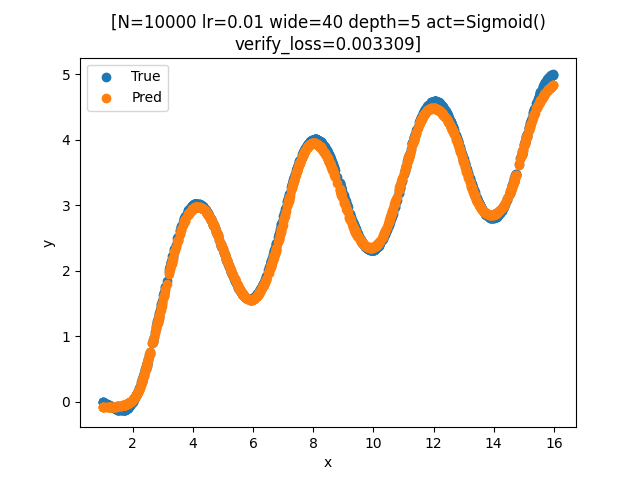 [N=10000 lr=0.01 wide=40 depth=5 act=Sigmoid()
verify_loss=0.003309]
True
Pred
5
4
3
2
1
0
y
2 4 6 8 10 12 14 16
x